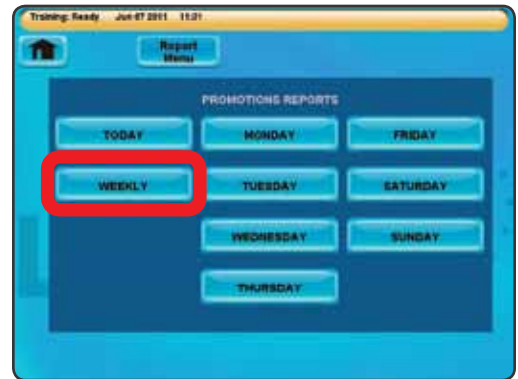 Training: Ready Jun 07 2011 11:21
Report
Menu
PROMOTIONS REPORTS
TODAY MONDAY FRIDAY
WEEKLY TUESDAY SATURDAY
WEDNESDAY SUNDAY
THURSDAY